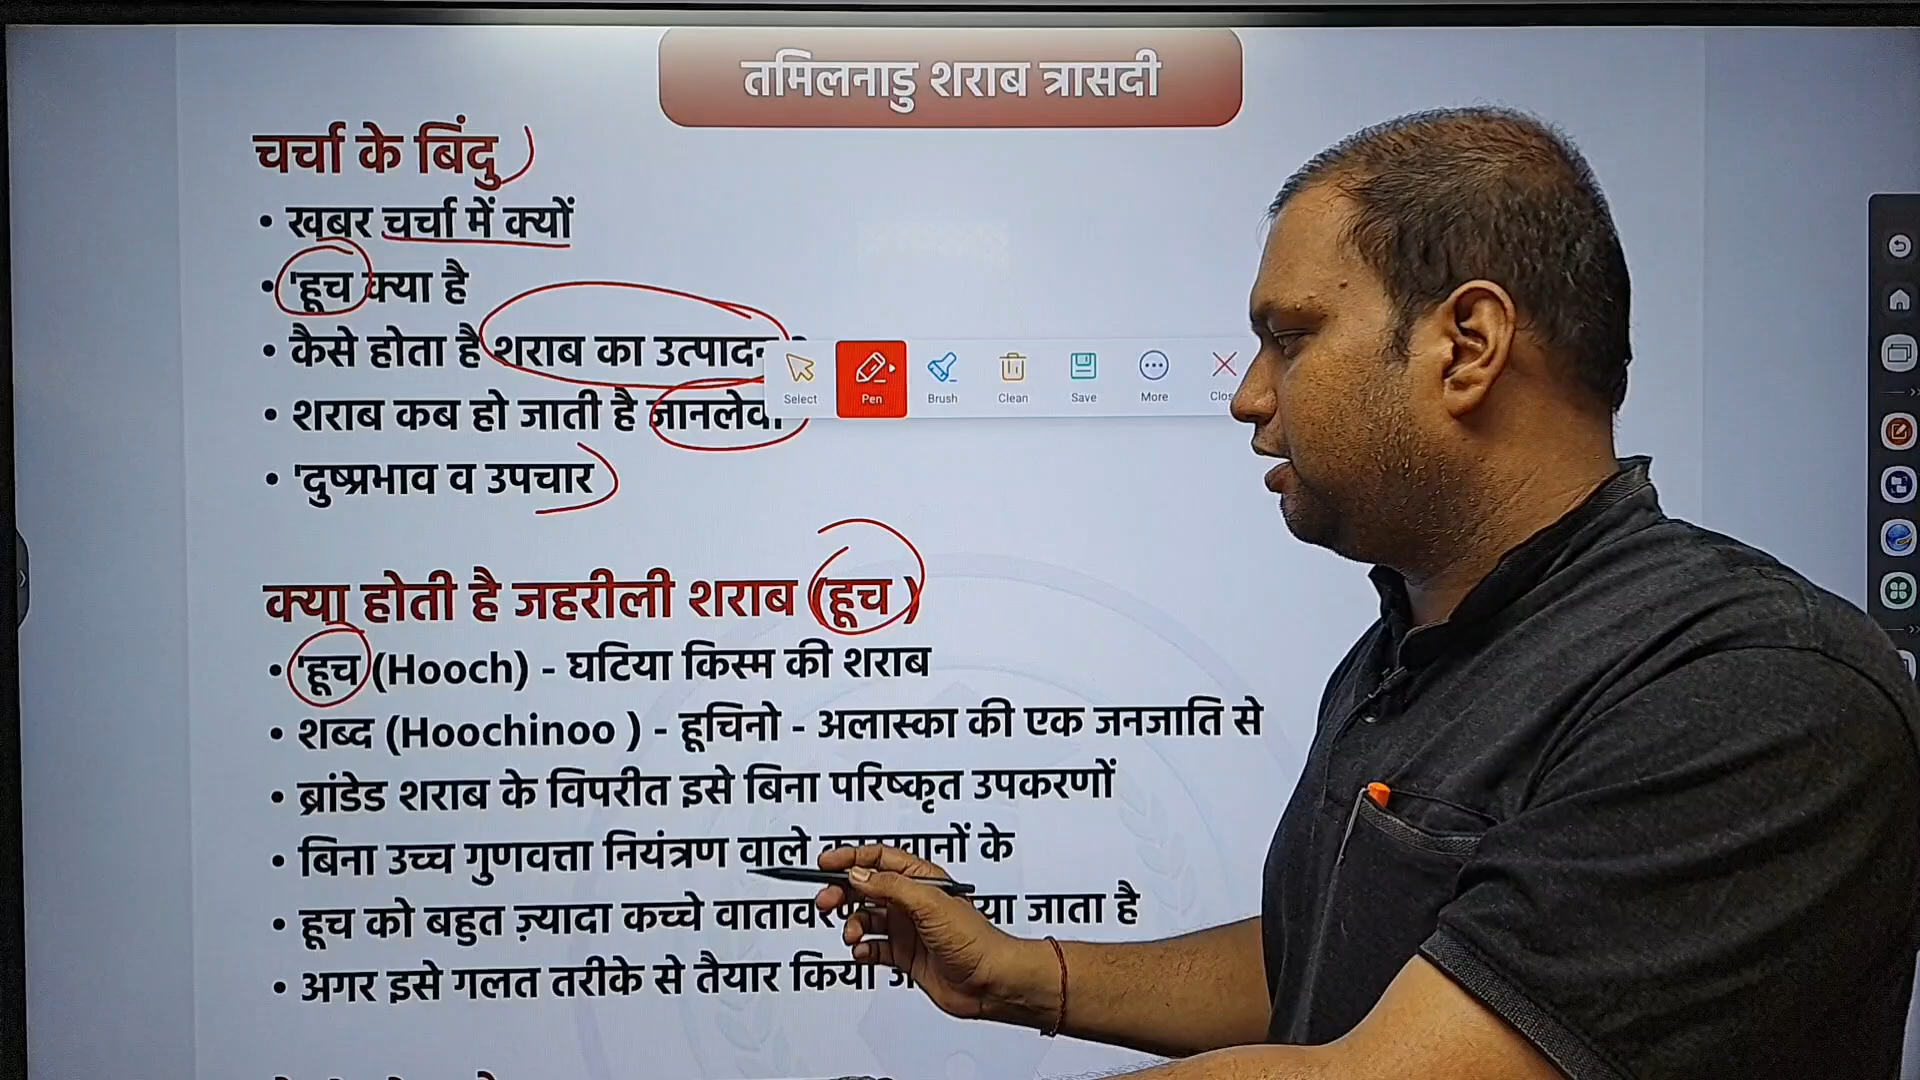 तमिलनाडु शराब त्रासदी
चर्चा के बिंदु
• खबर चर्चा में क्यों
• 'हूच क्या है
• कैसे होता है शराब का उत्पादन
• शराब कब हो जाती है जानलेवा
• 'दुष्प्रभाव व उपचार
Select Pen Brush Clean Save More
क्या होती है जहरीली शराब (हूच )
• 'हूच (Hooch) - घटिया किस्म की शराब
• शब्द (Hoochinoo ) - हूचिनो - अलास्का की एक जनजाति से
• ब्रांडेड शराब के विपरीत इसे बिना परिष्कृत उपकरणों
• बिना उच्च गुणवत्ता नियंत्रण वाले के
• हूच को बहुत ज़्यादा कच्चे जाता है
• अगर इसे गलत तरीके से तैयार किया